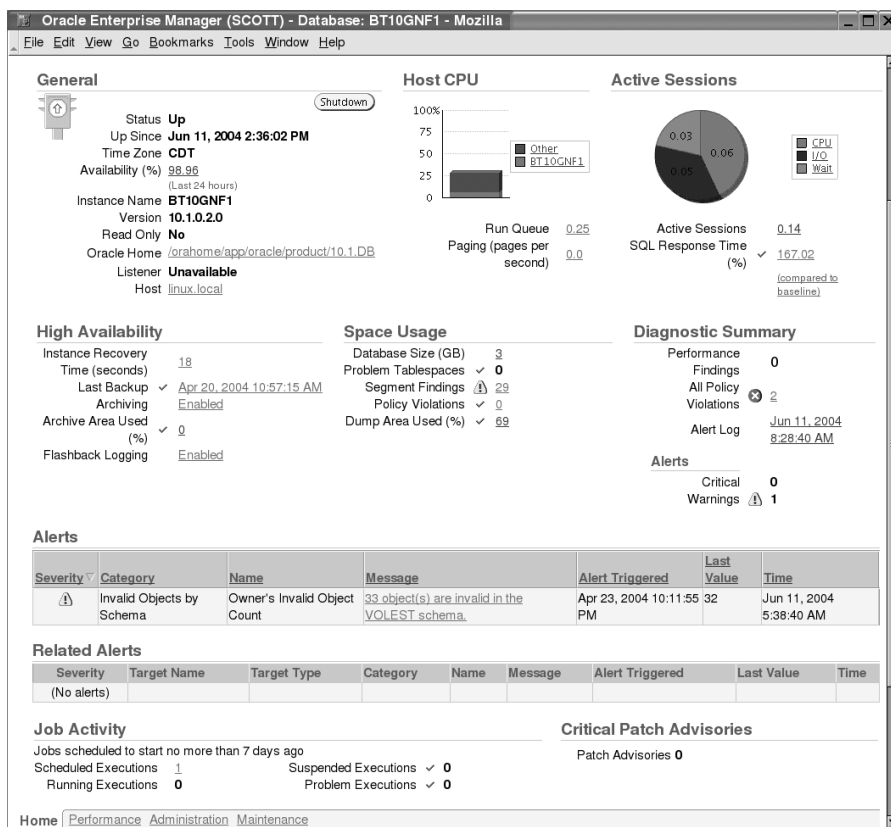 Oracle Enterprise Manager (SCOTT) - Database: BT10GNF1 - Mozilla
File Edit View Go Bookmarks Tools Window Help
General
Shutdown
Status Up
Up Since Jun 11, 2004 2:36:02 PM
Time Zone CDT
Availability (%) 98.96
(Last 24 hours)
Instance Name BT10GNF1
Version 10.1.0.2.0
Read Only No
Oracle Home /orahome/app/oracle/product/10.1.DB
Listener Unavailable
Host linux.local
Host CPU
100%
75
50
25
0
Other
BT10GNF1
Run Queue 0.25
Paging (pages per
second) 0.0
Active Sessions
0.03
0.06
0.05
CPU
I/O
Wait
Active Sessions 0.14
SQL Response Time
(%) 167.02
(compared to
baseline)
High Availability
Instance Recovery
Time (seconds) 18
Last Backup Apr 20, 2004 10:57:15 AM
Archiving Enabled
Archive Area Used
(%) 0
Flashback Logging Enabled
Space Usage
Database Size (GB) 3
Problem Tablespaces 0
Segment Findings 29
Policy Violations 0
Dump Area Used (%) 69
Diagnostic Summary
Performance
Findings 0
All Policy
Violations 2
Alert Log Jun 11, 2004
8:28:40 AM
Alerts
Critical 0
Warnings 1
Alerts
Severity Category Name Message Alert Triggered Last Value Time
Invalid Objects by Owner's Invalid Object 33 object(s) are invalid in the Apr 23, 2004 10:11:55 32 Jun 11, 2004
Schema Count VOLEST schema. PM 5:38:40 AM
Related Alerts
Severity Target Name Target Type Category Name Message Alert Triggered Last Value Time
(No alerts)
Job Activity
Jobs scheduled to start no more than 7 days ago
Scheduled Executions 1 Suspended Executions 0
Running Executions 0 Problem Executions 0
Critical Patch Advisories
Patch Advisories 0
Home Performance Administration Maintenance